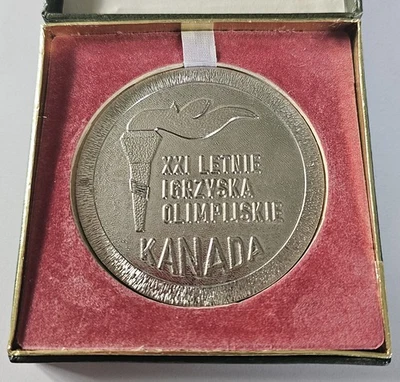 XXI LETNIE
IGRZYSKA
OLIMPIJSKIE
KANADA